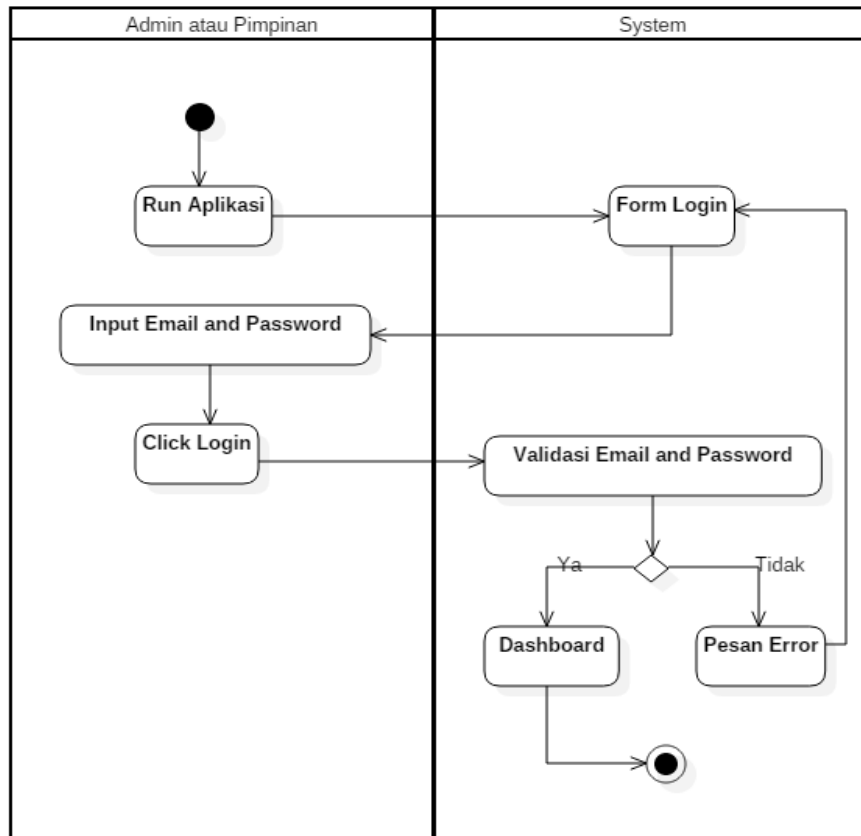 Admin atau Pimpinan
System
Run Aplikasi
Form Login
Input Email and Password
Click Login
Validasi Email and Password
Ya
Tidak
Dashboard
Pesan Error